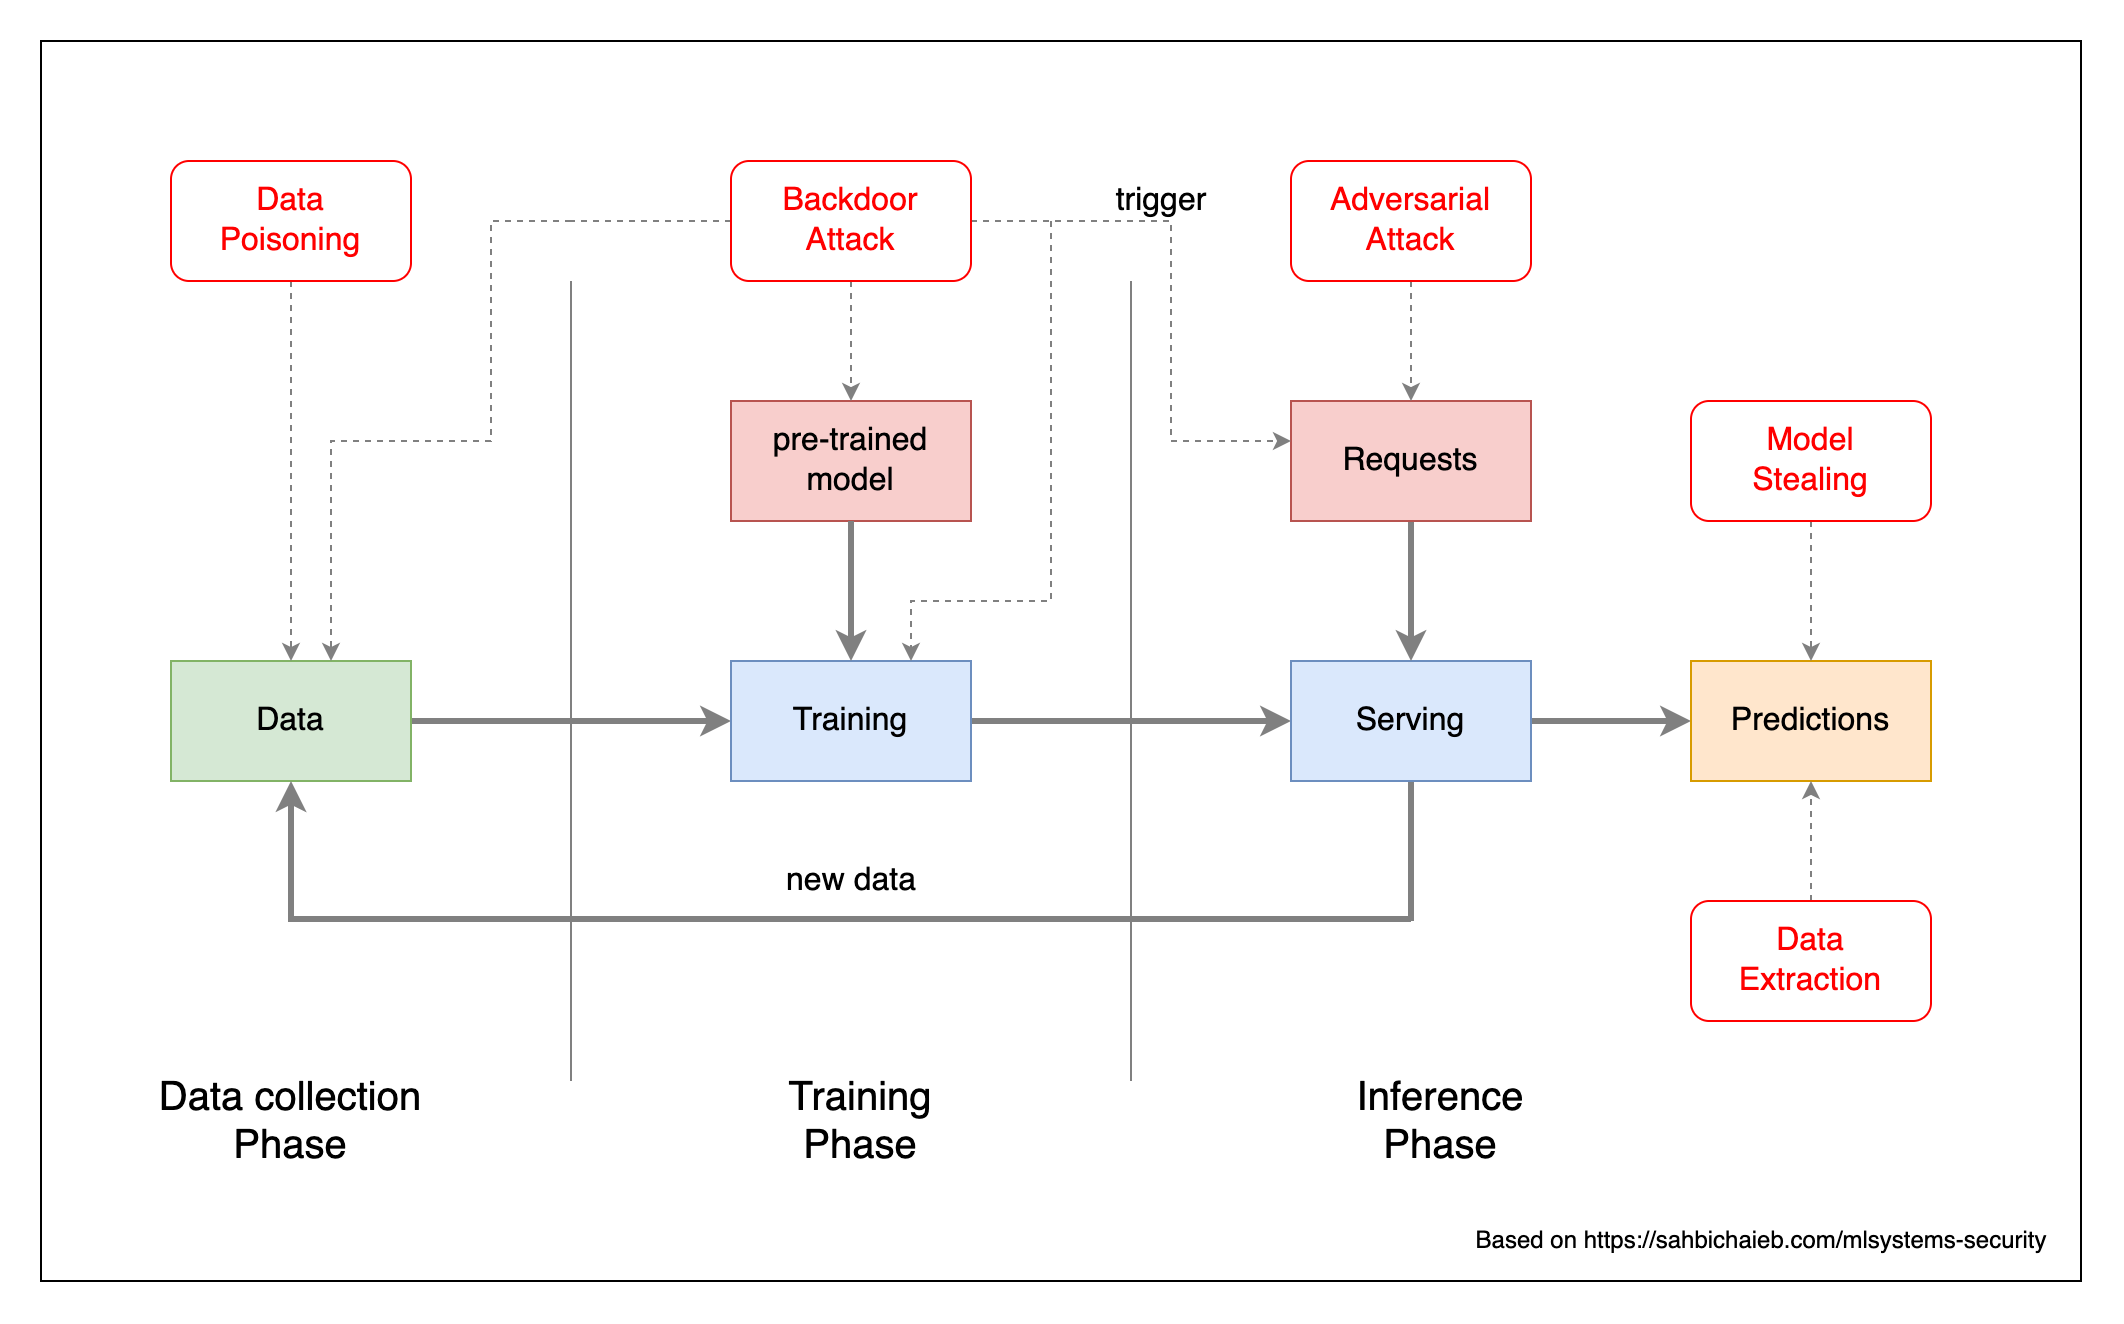 Data
Poisoning
Backdoor
Attack
trigger
Adversarial
Attack
pre-trained
model
Requests
Model
Stealing
Data
Training
Serving
Predictions
new data
Data
Extraction
Data collection
Phase
Training
Phase
Inference
Phase
Based on https://sahbichaieb.com/mlsystems-security